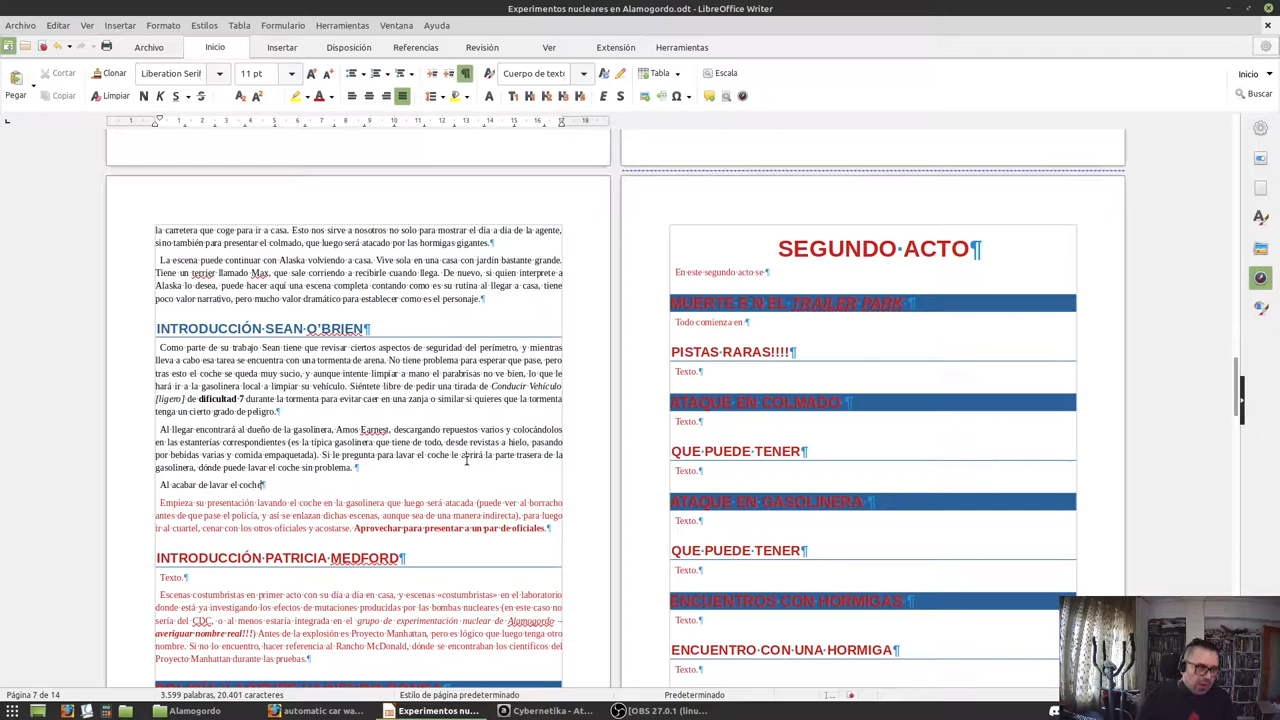 Experimentos nucleares en Alamogordo.odt - LibreOffice Writer
Archivo Editar Ver Insertar Formato Estilos Tabla Formulario Herramientas Ventana Ayuda
Archivo Inicio Insertar Disposición Referencias Revisión Ver Extensión Herramientas
Cortar Clonar Liberation Serif 11 pt Cuerpo de texto Tabla Escala Inicio
Pegar Copiar Limpiar Buscar
la carretera que coge para ir a casa. Esto nos sirve a nosotros no solo para mostrar el día a día de la agente,
sino también para presentar el colmado, que luego será atacado por las hormigas gigantes.¶
La escena puede continuar con Alaska volviendo a casa. Vive sola en una casa con jardín bastante grande.
Tiene un terrier llamado Max, que sale corriendo a recibirle cuando llega. De nuevo, si quien interprete a
Alaska lo desea, puede hacer aquí una escena completa contando como es su rutina al llegar a casa, tiene
poco valor narrativo, pero mucho valor dramático para establecer como es el personaje.¶
INTRODUCCIÓN·SEAN O'BRIEN¶
Como parte de su trabajo Sean tiene que revisar ciertos aspectos de seguridad del perímetro, y mientras
lleva a cabo esa tarea se encuentra con una tormenta de arena. No tiene problema para esperar que pase, pero
tras esto el coche se queda muy sucio, y aunque intente limpiar a mano el parabrisas no ve bien, lo que le
hará ir a la gasolinera local a limpiar su vehículo. Siéntete libre de pedir una tirada de Conducir Vehículo
[ligero] de dificultad 7 durante la tormenta para evitar caer en una zanja o similar si quieres que la tormenta
tenga un cierto grado de peligro.¶
Al llegar encontrará al dueño de la gasolinera, Amos Earnest, descargando repuestos varios y colocándolos
en las estanterías correspondientes (es la típica gasolinera que tiene de todo, desde revistas a hielo, pasando
por bebidas varias y comida empaquetada). Si le pregunta para lavar el coche le abrirá la parte trasera de la
gasolinera, dónde puede lavar el coche sin problema. ¶
Al acabar de lavar el coche¶
Empieza su presentación lavando el coche en la gasolinera que luego será atacada (puede ver al borracho
antes de que pase el policía, y así se enlazan dichas escenas, aunque sea de una manera indirecta), para luego
ir al cuartel, cenar con los otros oficiales y acostarse. Aprovechar para presentar a un par de oficiales.¶
INTRODUCCIÓN·PATRICIA·MEDFORD¶
Texto.¶
Escenas costumbristas en primer acto con su día a día en casa, y escenas «costumbristas» en el laboratorio
donde está ya investigando los efectos de mutaciones producidas por las bombas nucleares (en este caso no
sería del CDC, o al menos estaría integrada en el grupo de experimentación nuclear de Alamogordo –
averiguar nombre real!!!) Antes de la explosión es Proyecto Manhattan, pero es lógico que luego tenga otro
nombre. Si no lo encuentro, hacer referencia al Rancho McDonald, dónde se encontraban los científicos del
Proyecto Manhattan durante las pruebas.¶
SEGUNDO·ACTO¶
En este segundo acto se ¶
MUERTE E N EL TRAILER PARK ¶
Todo comienza en ¶
PISTAS RARAS!!!!¶
Texto.¶
ATAQUE EN COLMADO ¶
Texto.¶
QUE·PUEDE·TENER¶
Texto.¶
ATAQUE EN GASOLINERA ¶
Texto.¶
QUE·PUEDE·TENER¶
Texto.¶
ENCUENTROS CON HORMIGAS ¶
Texto.¶
ENCUENTRO·CON·UNA·HORMIGA¶
Texto.¶
Página 7 de 14 3.599 palabras, 20.401 caracteres Estilo de página predeterminado Predeterminado
Alamogordo automatic car wa... Experimentos nu... Cybernetika - At... [OBS 27.0.1 (linu...